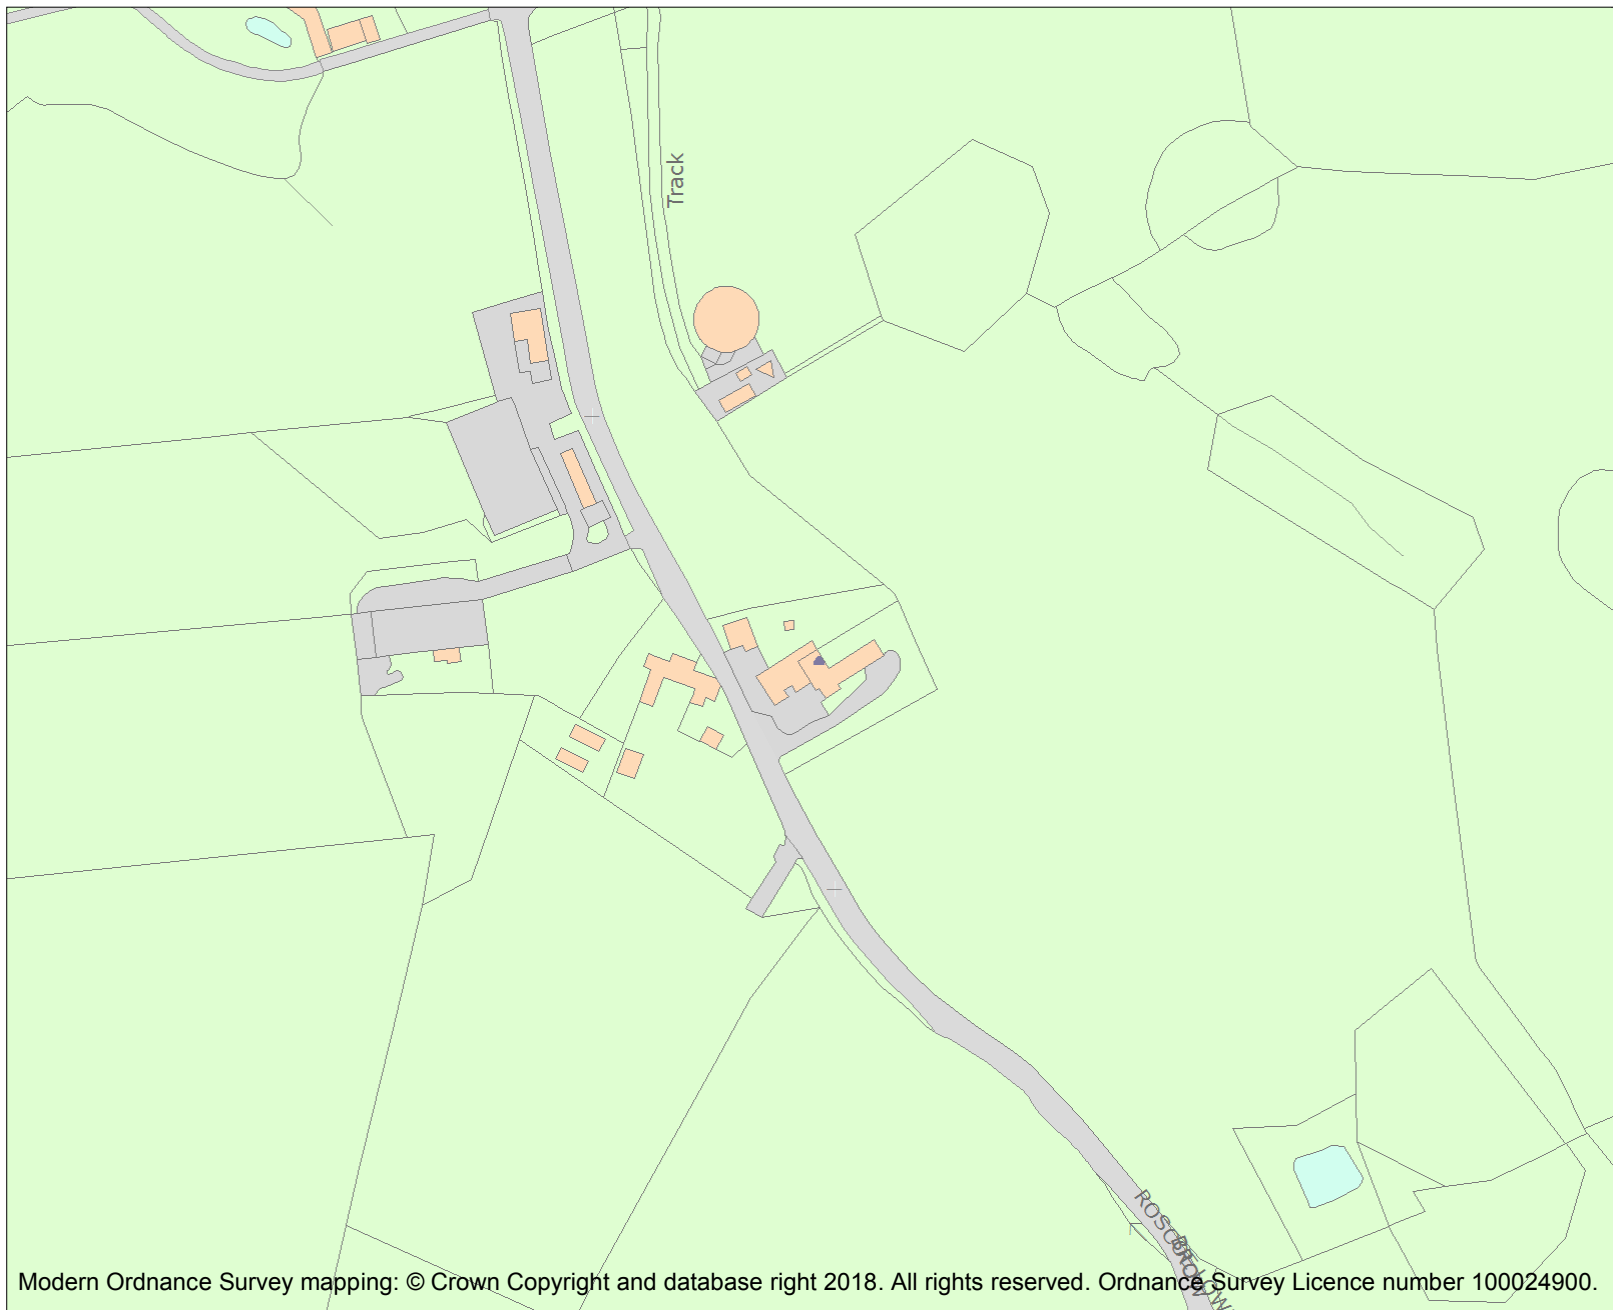 Track
ROSCORROW
Modern Ordnance Survey mapping: © Crown Copyright and database right 2018. All rights reserved. Ordnance Survey Licence number 100024900.